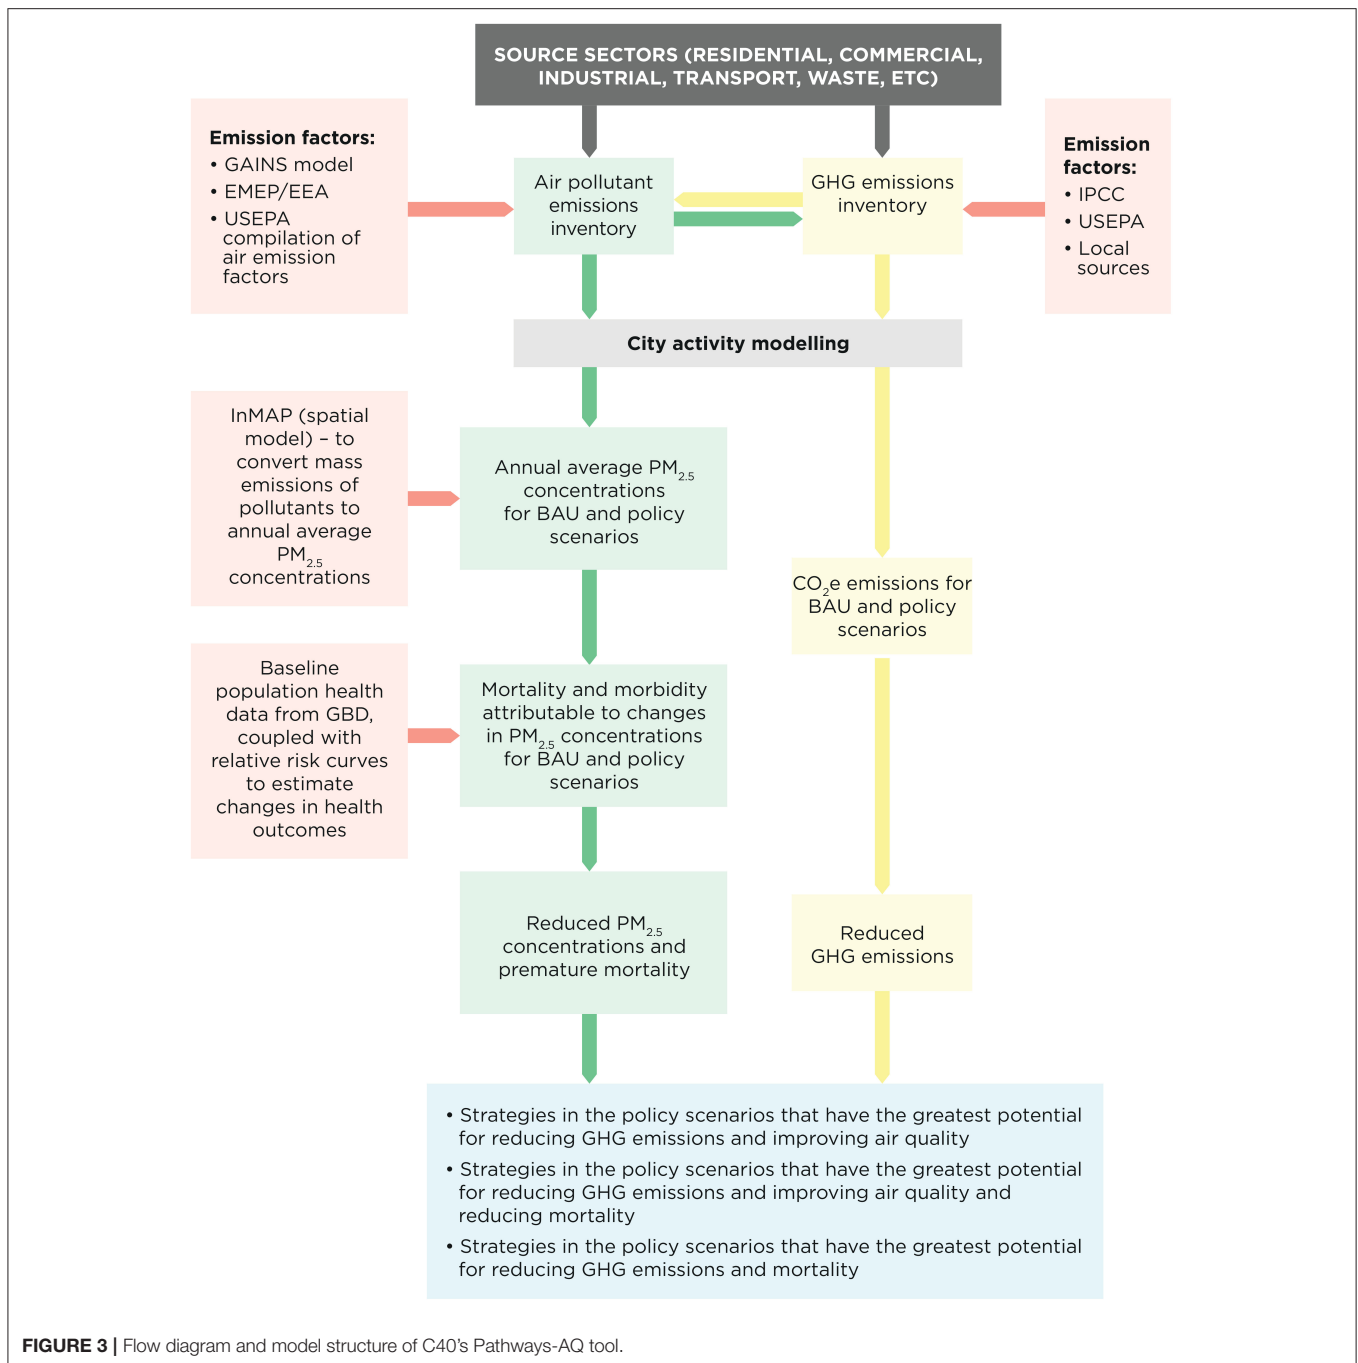 SOURCE SECTORS (RESIDENTIAL, COMMERCIAL,
INDUSTRIAL, TRANSPORT, WASTE, ETC)
Emission factors:
• GAINS model
• EMEP/EEA
• USEPA
compilation of
air emission
factors
Air pollutant
emissions
inventory
GHG emissions
inventory
Emission
factors:
• IPCC
• USEPA
• Local
sources
City activity modelling
InMAP (spatial
model) – to
convert mass
emissions of
pollutants to
annual average
PM2.5
concentrations
Annual average PM2.5
concentrations
for BAU and policy
scenarios
CO2e emissions for
BAU and policy
scenarios
Baseline
population health
data from GBD,
coupled with
relative risk curves
to estimate
changes in health
outcomes
Mortality and morbidity
attributable to changes
in PM2.5 concentrations
for BAU and policy
scenarios
Reduced PM2.5
concentrations and
premature mortality
Reduced
GHG emissions
• Strategies in the policy scenarios that have the greatest potential
for reducing GHG emissions and improving air quality
• Strategies in the policy scenarios that have the greatest potential
for reducing GHG emissions and improving air quality and
reducing mortality
• Strategies in the policy scenarios that have the greatest potential
for reducing GHG emissions and mortality
FIGURE 3 | Flow diagram and model structure of C40's Pathways-AQ tool.